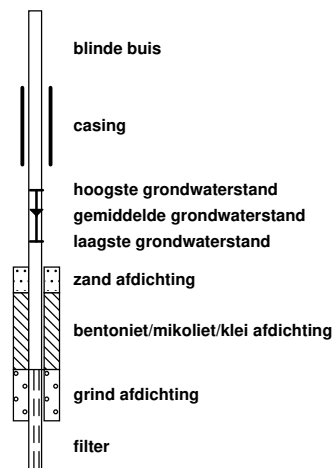 blinde buis
casing
hoogste grondwaterstand
gemiddelde grondwaterstand
laagste grondwaterstand
zand afdichting
bentoniet/mikoliet/klei afdichting
grind afdichting
filter